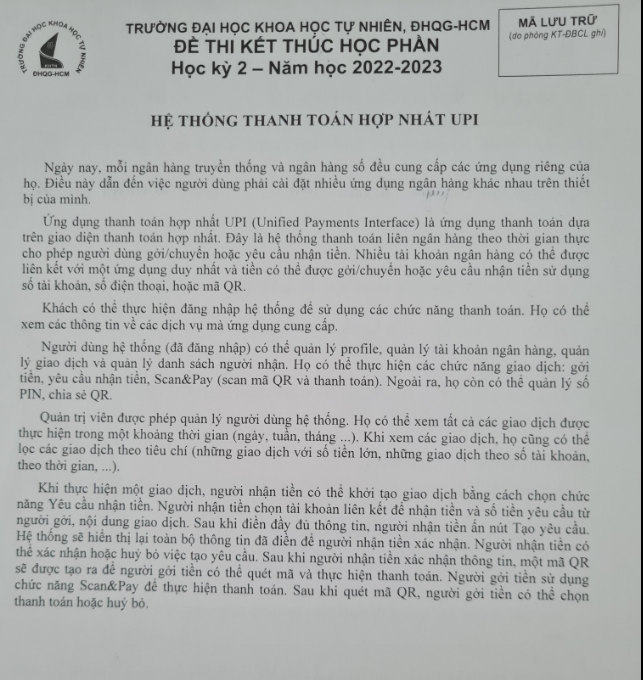 TRƯỜNG ĐẠI HỌC KHOA HỌC TỰ NHIÊN
ĐHQG-HCM
TRƯỜNG ĐẠI HỌC KHOA HỌC TỰ NHIÊN, ĐHQG-HCM
ĐỀ THI KẾT THÚC HỌC PHẦN
Học kỳ 2 – Năm học 2022-2023
MÃ LƯU TRỮ
(do phòng KT-ĐBCL ghi)
HỆ THỐNG THANH TOÁN HỢP NHẤT UPI
Ngày nay, mỗi ngân hàng truyền thống và ngân hàng số đều cung cấp các ứng dụng riêng của
họ. Điều này dẫn đến việc người dùng phải cài đặt nhiều ứng dụng ngân hàng khác nhau trên thiết
bị của mình.
Ứng dụng thanh toán hợp nhất UPI (Unified Payments Interface) là ứng dụng thanh toán dựa
trên giao diện thanh toán hợp nhất. Đây là hệ thống thanh toán liên ngân hàng theo thời gian thực
cho phép người dùng gởi/chuyển hoặc yêu cầu nhận tiền. Nhiều tài khoản ngân hàng có thể được
liên kết với một ứng dụng duy nhất và tiền có thể được gởi/chuyển hoặc yêu cầu nhận tiền sử dụng
số tài khoản, số điện thoại, hoặc mã QR.
Khách có thể thực hiện đăng nhập hệ thống để sử dụng các chức năng thanh toán. Họ có thể
xem các thông tin về các dịch vụ mà ứng dụng cung cấp.
Người dùng hệ thống (đã đăng nhập) có thể quản lý profile, quản lý tài khoản ngân hàng, quản
lý giao dịch và quản lý danh sách người nhận. Họ có thể thực hiện các chức năng giao dịch: gởi
tiền, yêu cầu nhận tiền, Scan&Pay (scan mã QR và thanh toán). Ngoài ra, họ còn có thể quản lý số
PIN, chia sẻ QR.
Quản trị viên được phép quản lý người dùng hệ thống. Họ có thể xem tất cả các giao dịch được
thực hiện trong một khoảng thời gian (ngày, tuần, tháng ...). Khi xem các giao dịch, họ cũng có thể
lọc các giao dịch theo tiêu chí (những giao dịch với số tiền lớn, những giao dịch theo số tài khoản,
theo thời gian, ...).
Khi thực hiện một giao dịch, người nhận tiền có thể khởi tạo giao dịch bằng cách chọn chức
năng Yêu cầu nhận tiền. Người nhận tiền chọn tài khoản liên kết để nhận tiền và số tiền yêu cầu từ
người gởi, nội dung giao dịch. Sau khi điền đầy đủ thông tin, người nhận tiền ấn nút Tạo yêu cầu.
Hệ thống sẽ hiển thị lại toàn bộ thông tin đã điền để người nhận tiền xác nhận. Người nhận tiền có
thể xác nhận hoặc huỷ bỏ việc tạo yêu cầu. Sau khi người nhận tiền xác nhận thông tin, một mã QR
sẽ được tạo ra để người gởi tiền có thể quét mã và thực hiện thanh toán. Người gởi tiền sử dụng
chức năng Scan&Pay để thực hiện thanh toán. Sau khi quét mã QR, người gởi tiền có thể chọn
thanh toán hoặc huỷ bỏ.